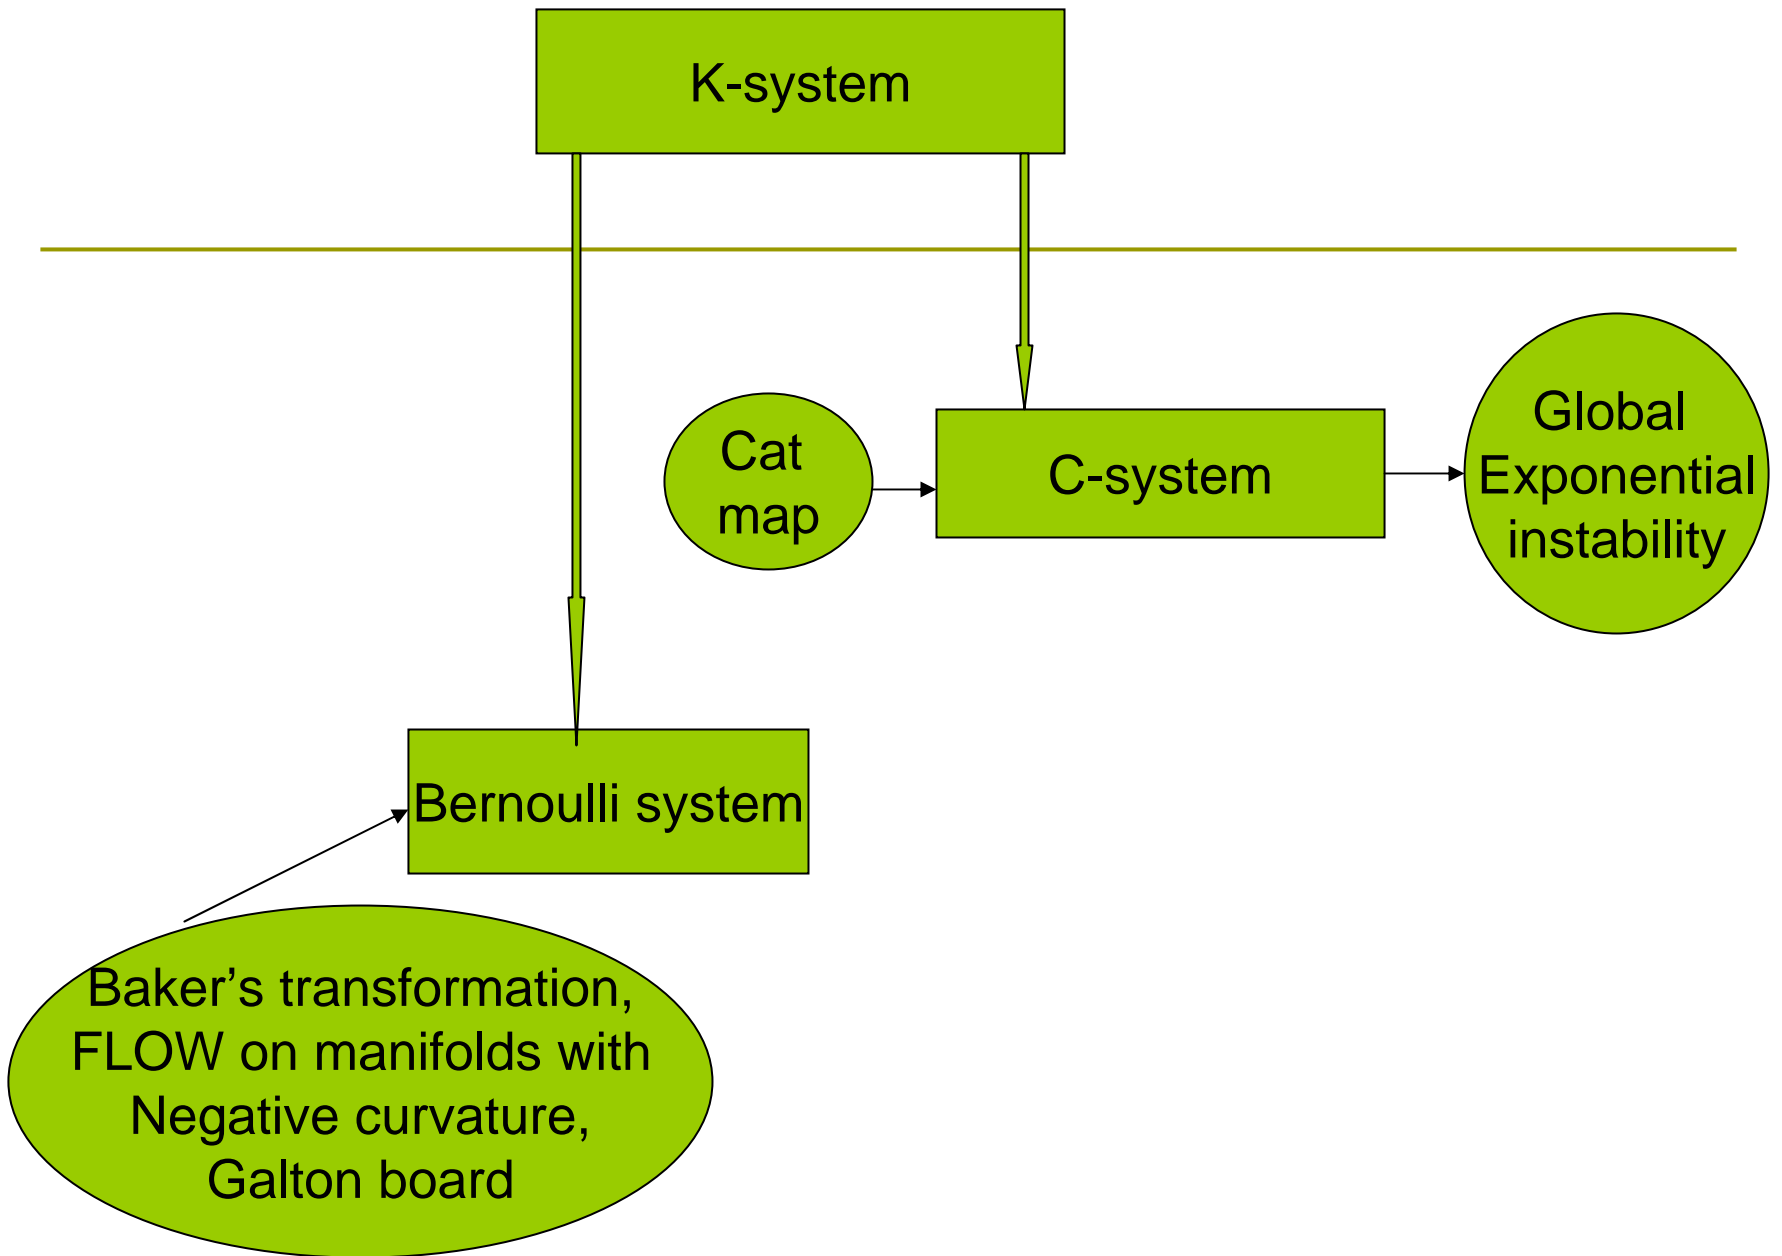 K-system
Cat
map
C-system
Global
Exponential
instability
Bernoulli system
Baker’s transformation,
FLOW on manifolds with
Negative curvature,
Galton board